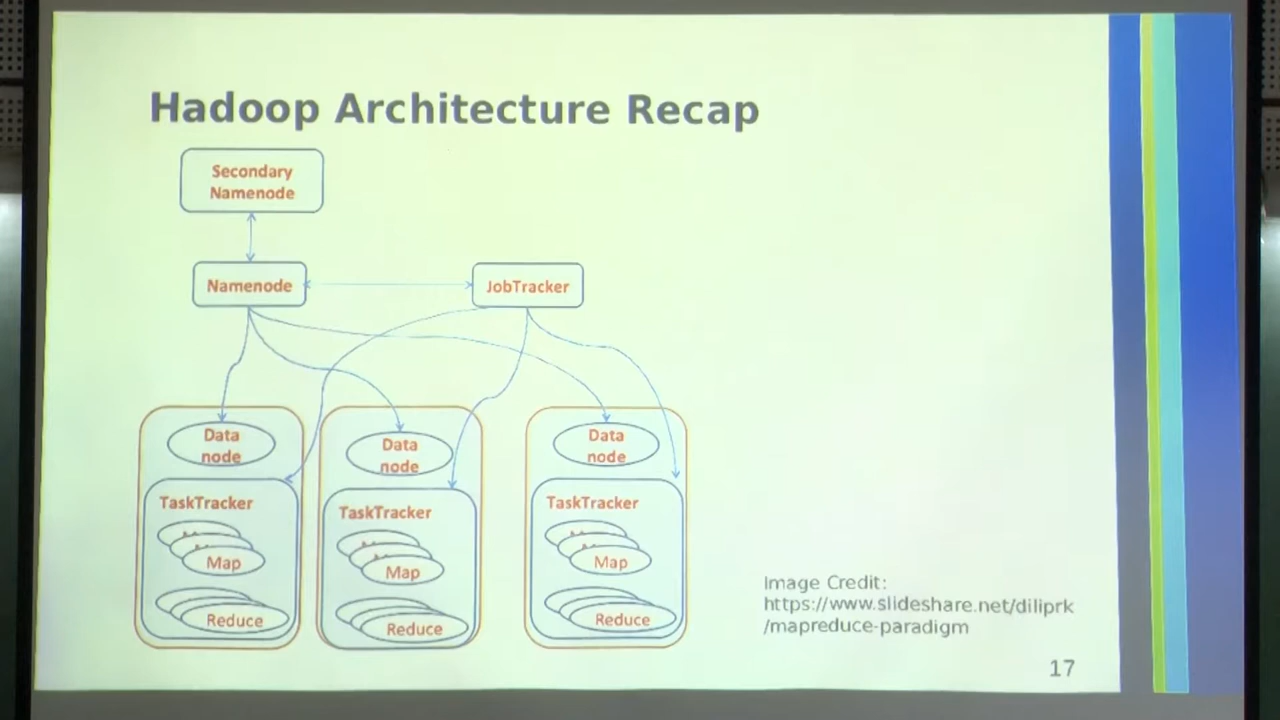 Hadoop Architecture Recap
Secondary
Namenode
Namenode
JobTracker
Data
node
TaskTracker
Map
Reduce
Data
node
TaskTracker
Map
Reduce
Data
node
TaskTracker
Map
Reduce
Image Credit:
https://www.slideshare.net/diliprk
/mapreduce-paradigm
17